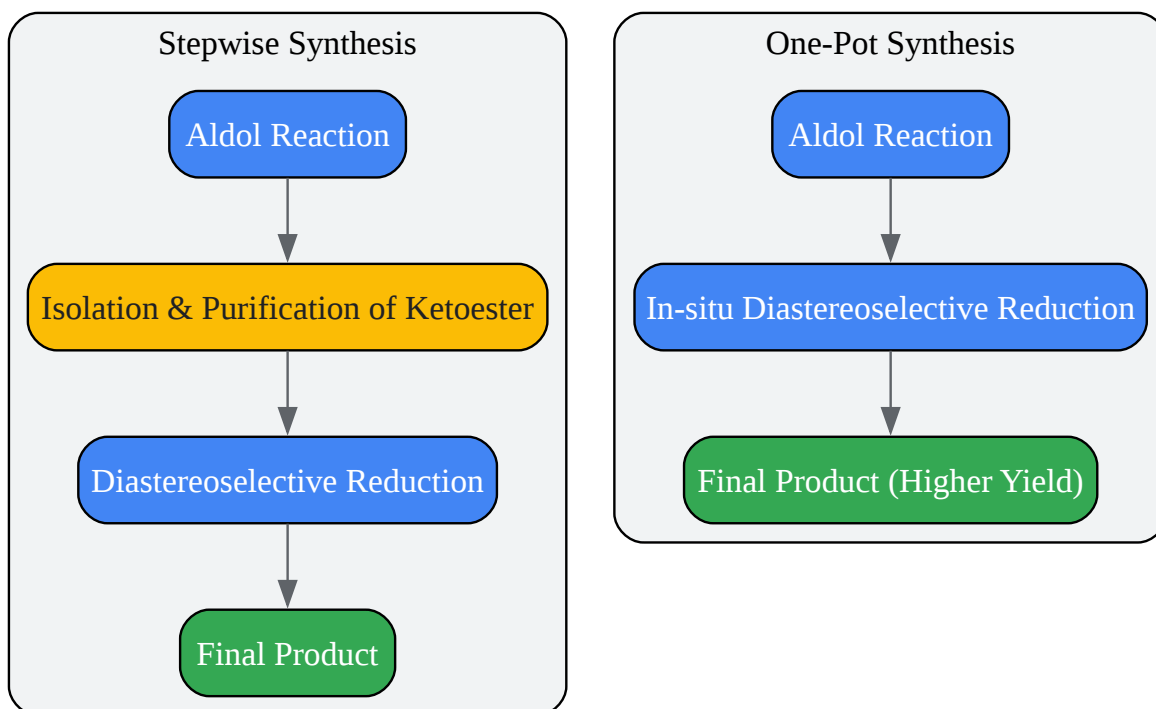 Stepwise Synthesis
Aldol Reaction
Isolation & Purification of Ketoester
Diastereoselective Reduction
Final Product
One-Pot Synthesis
Aldol Reaction
In-situ Diastereoselective Reduction
Final Product (Higher Yield)